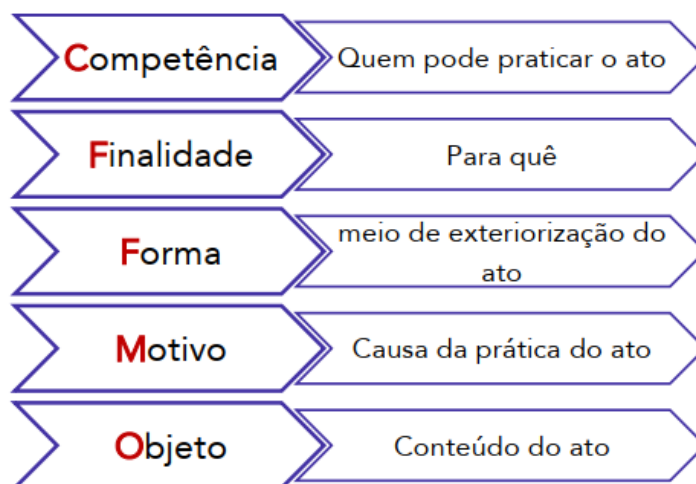 Competência
Quem pode praticar o ato
Finalidade
Para quê
Forma
meio de exteriorização do
ato
Motivo
Causa da prática do ato
Objeto
Conteúdo do ato